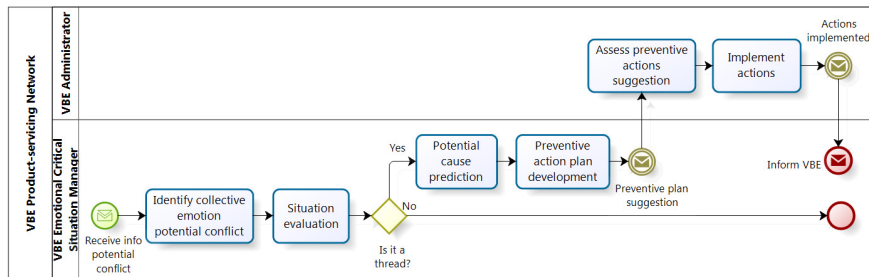 VBE Product-servicing Network
VBE Administrator
Assess preventive
actions
suggestion
Implement
actions
Actions
implemented
VBE Emotional Critical
Situation Manager
Receive info
potential
conflict
Identify collective
emotion
potential conflict
Situation
evaluation
Is it a
thread?
Yes
No
Potential
cause
prediction
Preventive
action plan
development
Preventive plan
suggestion
Inform VBE